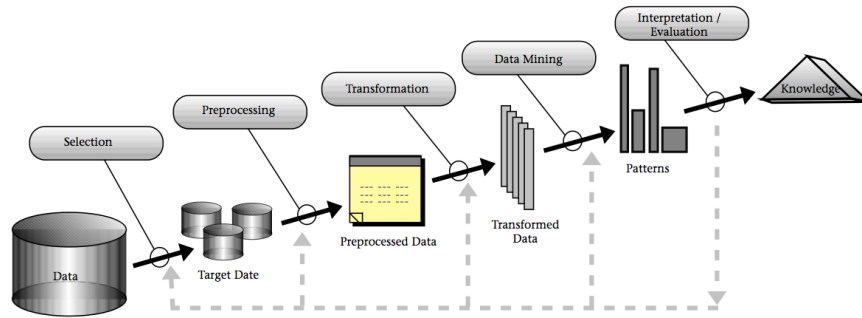 Interpretation /
Evaluation
Data Mining
Transformation
Preprocessing
Selection
Data
Target Date
Preprocessed Data
Transformed
Data
Patterns
Knowledge